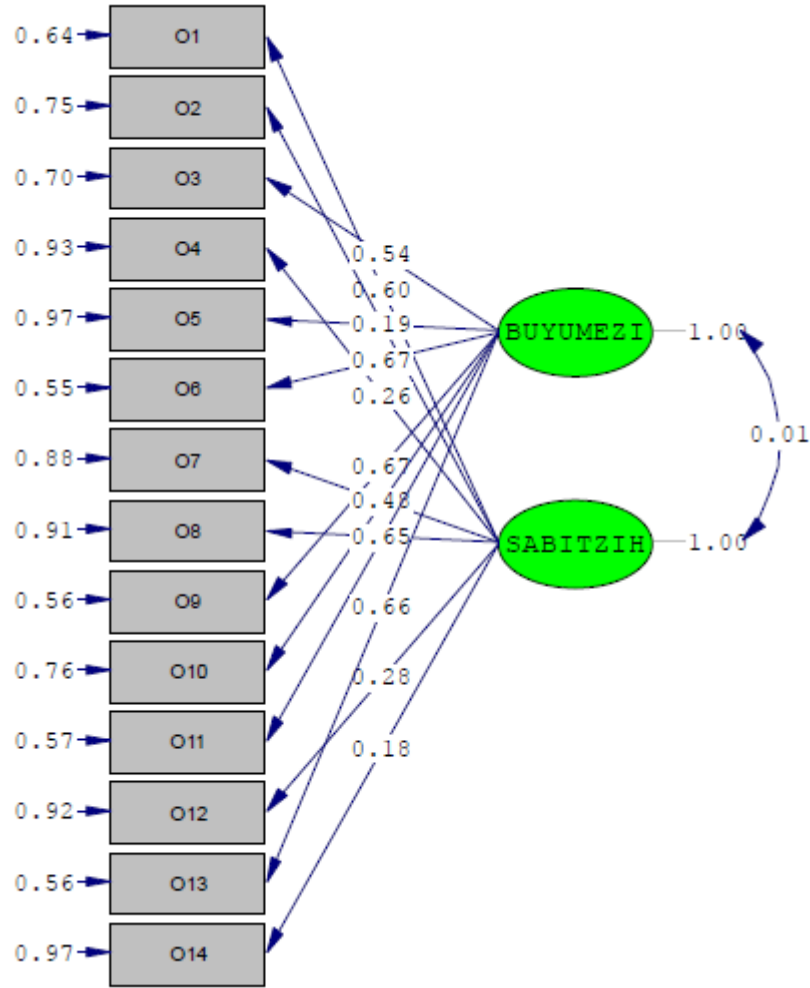 0.64 O1
0.75 O2
0.70 O3
0.93 O4
0.54
0.60
0.97 O5 0.19 BUYUMEZI 1.00
0.55 O6 0.67
0.26
0.01
0.88 O7 0.67
0.48
0.91 O8 0.65 SABITZIH 1.00
0.56 O9 0.66
0.76 O10 0.28
0.57 O11 0.18
0.92 O12
0.56 O13
0.97 O14